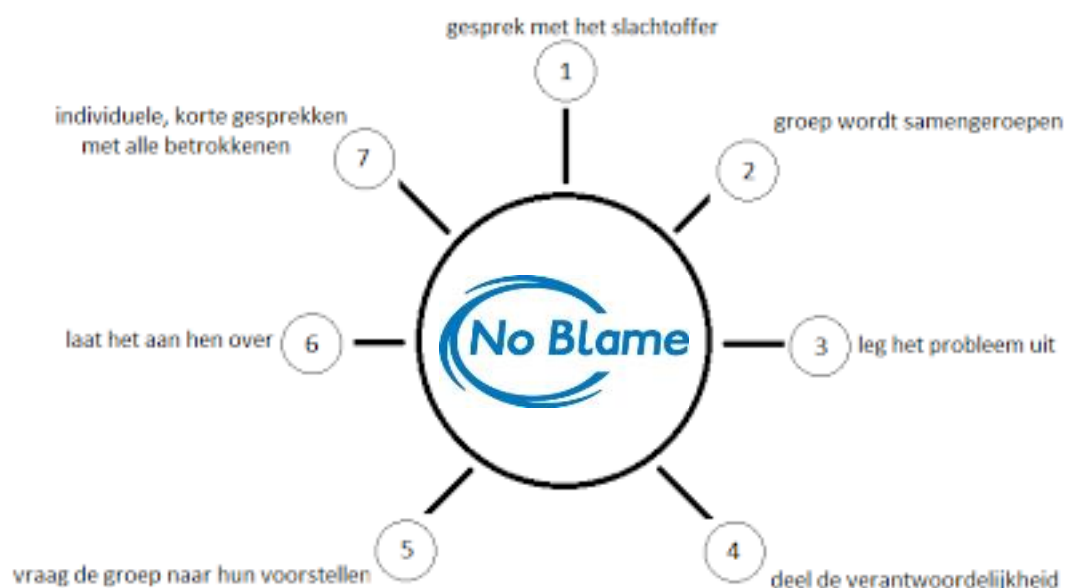 gesprek met het slachtoffer
1
groep wordt samengeroepen
2
3
leg het probleem uit
4
deel de verantwoordelijkheid
5
vraag de groep naar hun voorstellen
6
laat het aan hen over
7
individuele, korte gesprekken
met alle betrokkenen
No Blame